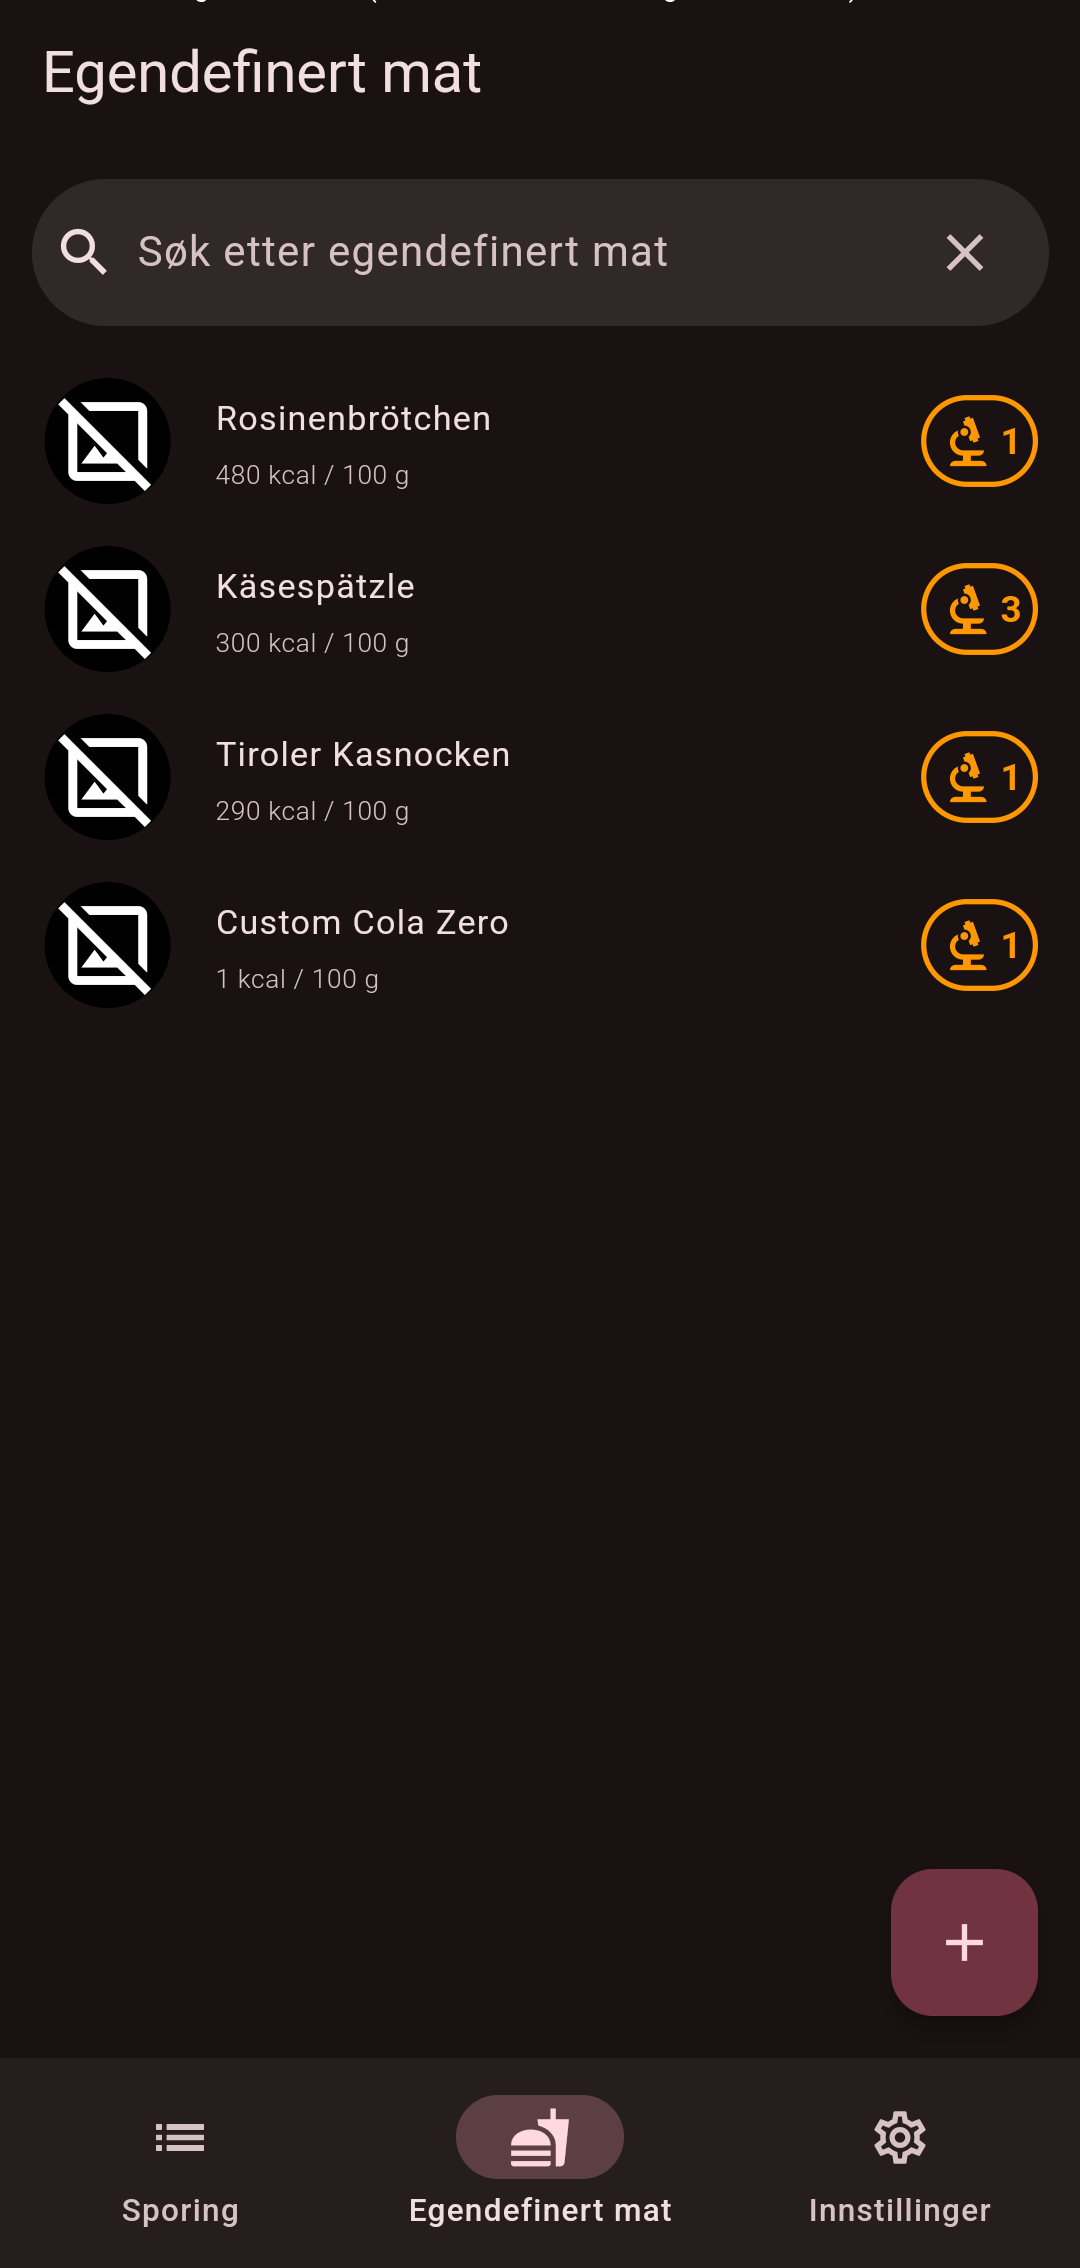 Egendefinert mat
Søk etter egendefinert mat
Rosinenbrötchen
480 kcal / 100 g
1
Käsespätzle
300 kcal / 100 g
3
Tiroler Kasnocken
290 kcal / 100 g
1
Custom Cola Zero
1 kcal / 100 g
1
Sporing
Egendefinert mat
Innstillinger